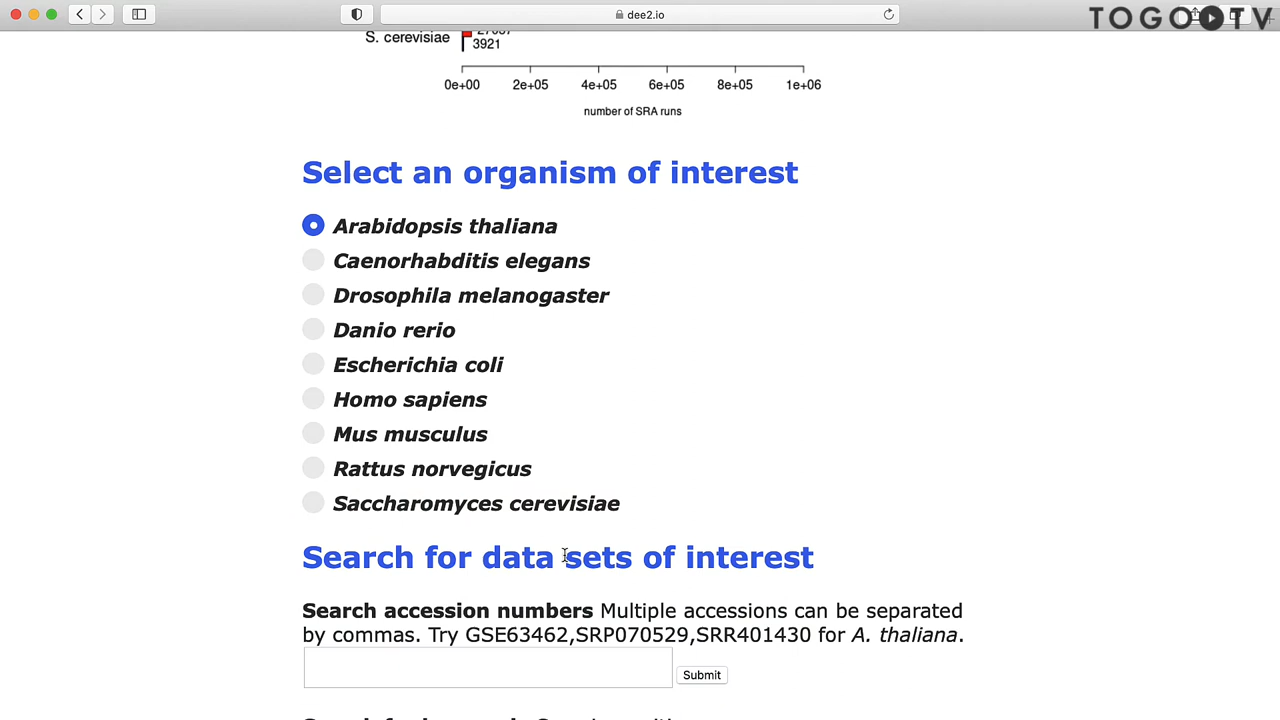 dee2.io
TOGOTV
S. cerevisiae
3921
0e+00 2e+05 4e+05 6e+05 8e+05 1e+06
number of SRA runs
Select an organism of interest
Arabidopsis thaliana
Caenorhabditis elegans
Drosophila melanogaster
Danio rerio
Escherichia coli
Homo sapiens
Mus musculus
Rattus norvegicus
Saccharomyces cerevisiae
Search for data sets of interest
Search accession numbers Multiple accessions can be separated
by commas. Try GSE63462,SRP070529,SRR401430 for A. thaliana.
Submit